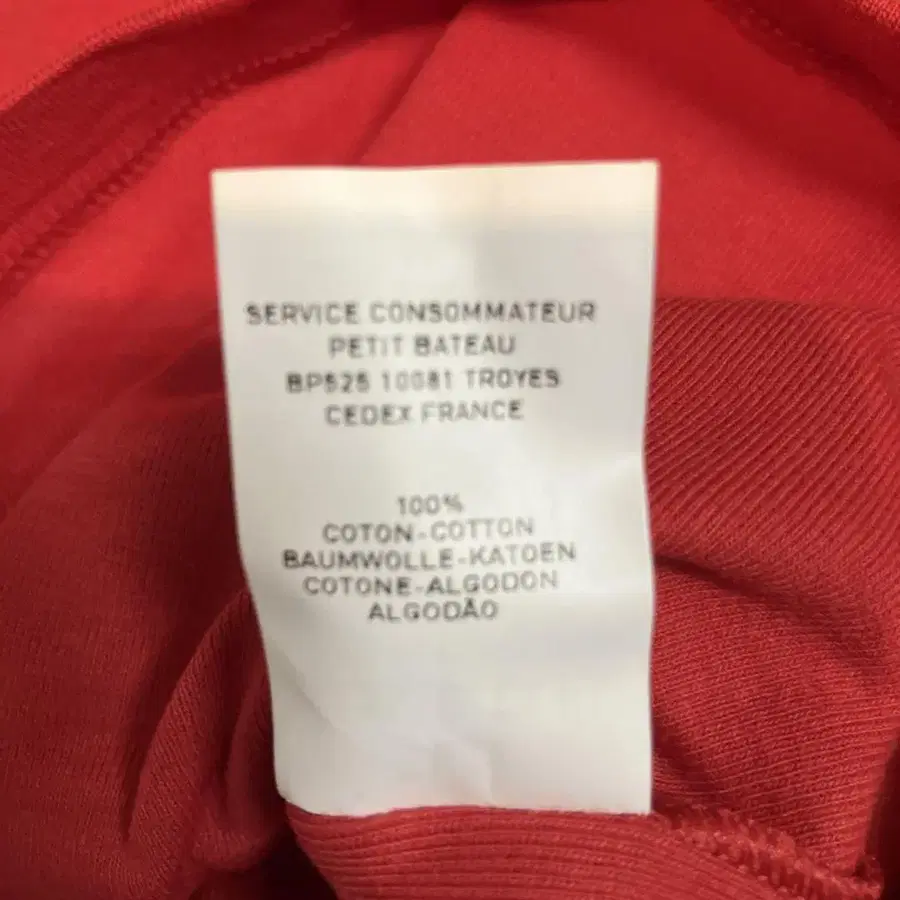 SERVICE CONSOMMATEUR
PETIT BATEAU
BP525 10081 TROYES
CEDEX FRANCE
100%
COTON-COTTON
BAUMWOLLE-KATOEN
COTONE-ALGODON
ALGODÃO